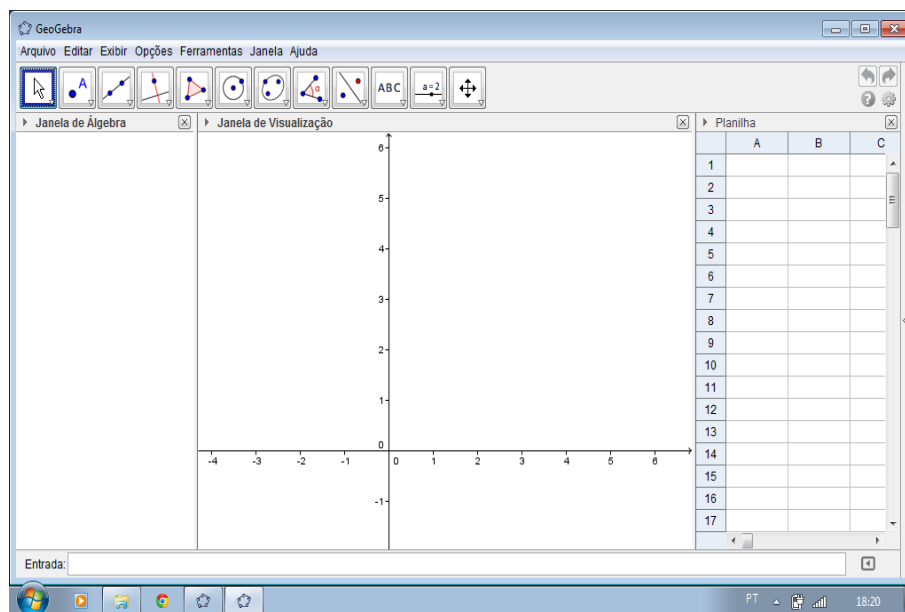 GeoGebra
Arquivo Editar Exibir Opções Ferramentas Janela Ajuda
A α ABC a=2
Janela de Álgebra
Janela de Visualização
Planilha
6
5
4
3
2
1
0
-4 -3 -2 -1 0 1 2 3 4 5 6
-1
A B C
1
2
3
4
5
6
7
8
9
10
11
12
13
14
15
16
17
Entrada:
PT 18:20